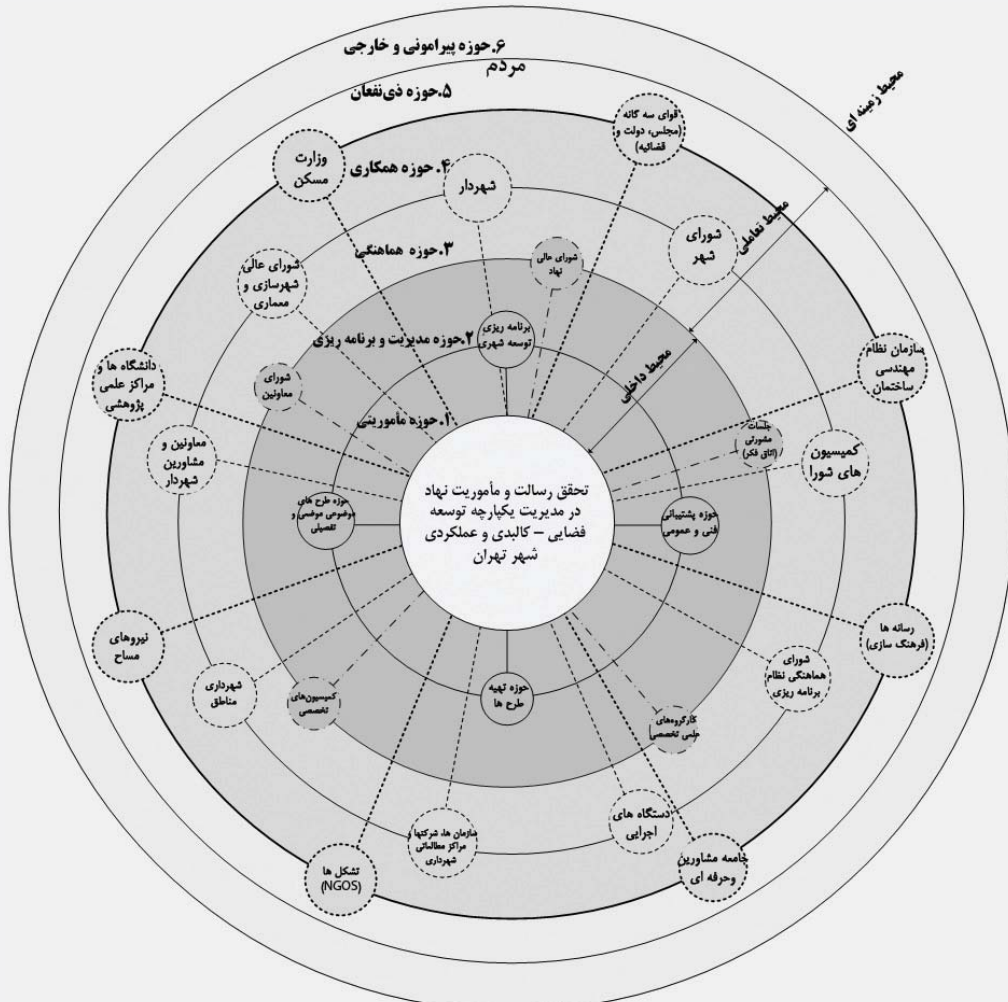 ۶.حوزه پیرامونی و خارجی
مردم
۵.حوزه ذی‌نفعان
محیط زمینه ای
قوای سه گانه
(مجلس، دولت و
قضائیه)
وزارت
مسکن
۴. حوزه همکاری
شهردار
محیط تعاملی
شورای
شهر
۳. حوزه هماهنگی
شورای عالی
نهاد
شورای عالی
شهرسازی و
معماری
برنامه ریزی
توسعه شهری
۲.حوزه مدیریت و برنامه ریزی
سازمان نظام
مهندسی
ساختمان
محیط داخلی
دانشگاه ها و
مراکز علمی و
پژوهشی
شورای
معاونین
۱.حوزه مأموریتی
جلسات
مشورتی
(اتاق فکر)
کمیسیون
های شورا
معاونین و
مشاورین
شهردار
تحقق رسالت و مأموریت نهاد
در مدیریت یکپارچه توسعه
فضایی – کالبدی و عملکردی
شهر تهران
حوزه طرح های
موضوعی موضعی و
تفصیلی
حوزه پشتیبانی
فنی و عمومی
رسانه ها
(فرهنگ سازی)
نیروهای
مساح
شورای
هماهنگی نظام
برنامه ریزی
شهرداری
مناطق
کمیسیون‌های
تخصصی
حوزه تهیه
طرح ها
کارگروه‌های
علمی تخصصی
دستگاه های
اجرایی
سازمان ها، شرکتها و
مراکز مطالعاتی
شهرداری
جامعه مشاورین
وحرفه ای
تشکل ها
(NGOS)